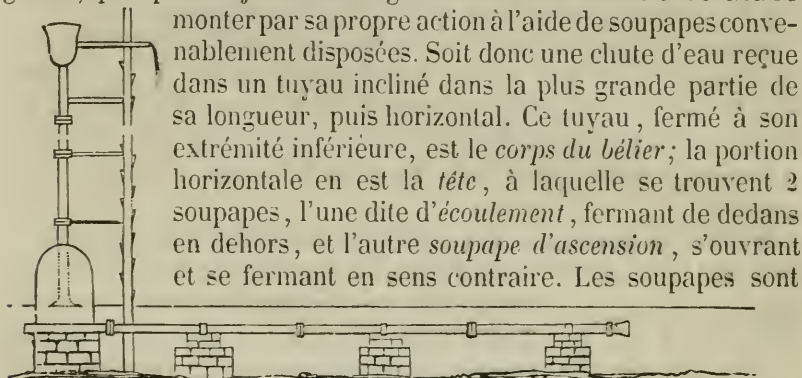 monter par sa propre action à l'aide de soupapes conve-
nablement disposées. Soit donc une chute d'eau reçue
dans un tuyau incliné dans la plus grande partie de
sa longueur, puis horizontal. Ce tuyau, fermé à son
extrémité inférieure, est le corps du bélier; la portion
horizontale en est la tête, à laquelle se trouvent 2
soupapes, l'une dite d'écoulement, fermant de dedans
en dehors, et l'autre soupape d'ascension, s'ouvrant
et se fermant en sens contraire. Les soupapes sont